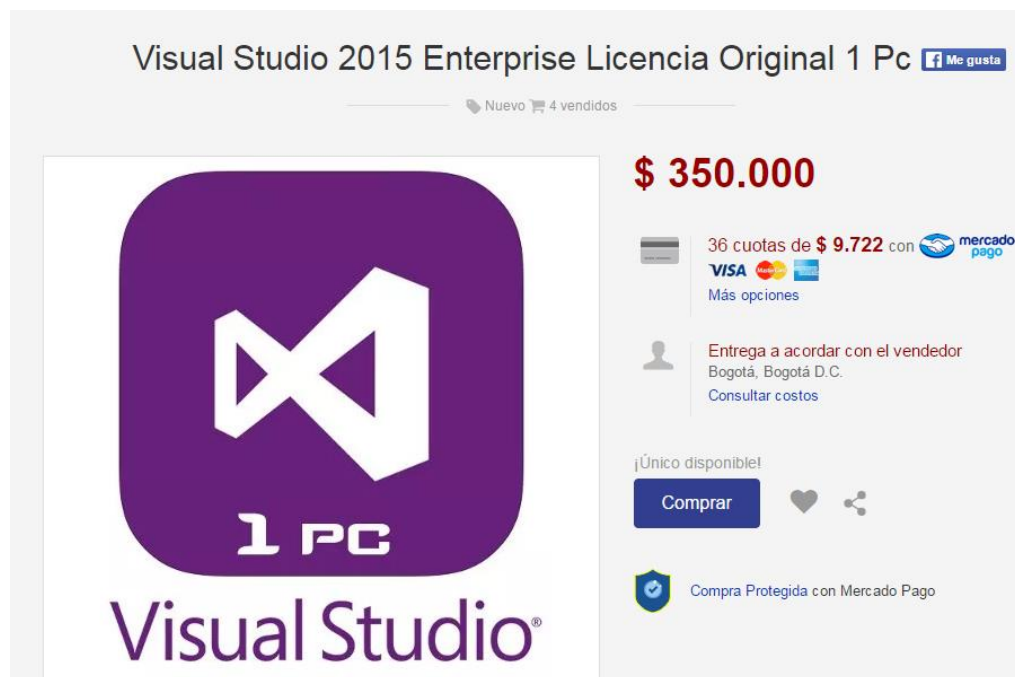 Visual Studio 2015 Enterprise Licencia Original 1 Pc
f Me gusta
Nuevo 4 vendidos
1 PC
Visual Studio®
$ 350.000
36 cuotas de $ 9.722 con mercado pago
VISA MasterCard
Más opciones
Entrega a acordar con el vendedor
Bogotá, Bogotá D.C.
Consultar costos
¡Único disponible!
Comprar
Compra Protegida con Mercado Pago